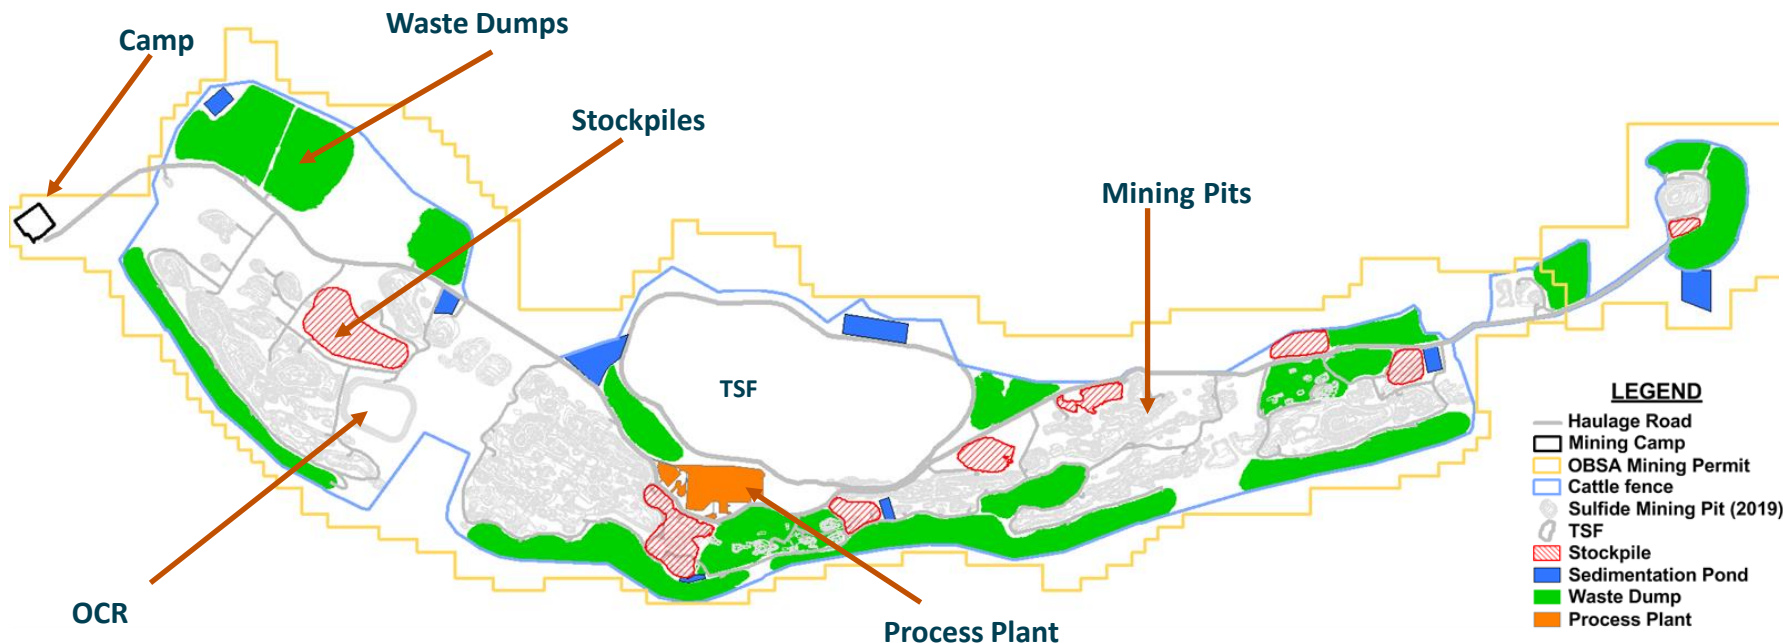 Waste Dumps
Camp
Stockpiles
Mining Pits
TSF
OCR
Process Plant
LEGEND
Haulage Road
Mining Camp
OBSA Mining Permit
Cattle fence
Sulfide Mining Pit (2019)
TSF
Stockpile
Sedimentation Pond
Waste Dump
Process Plant